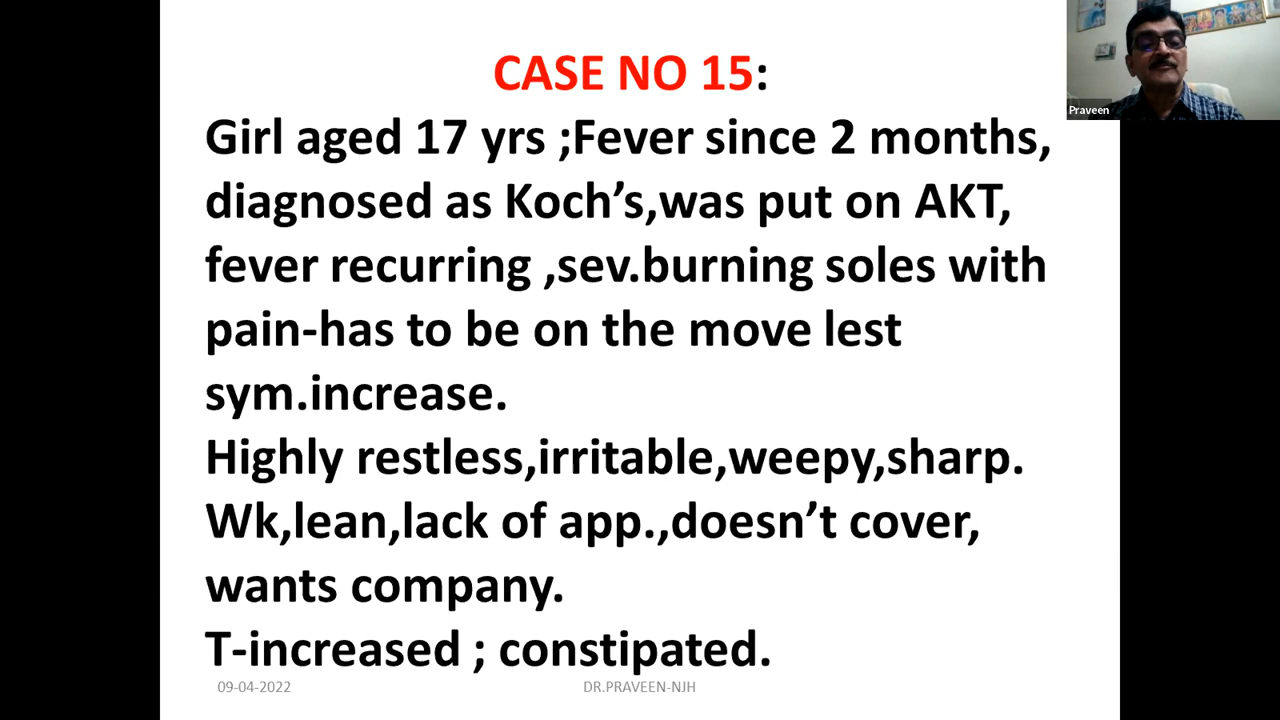 CASE NO 15:
Girl aged 17 yrs ;Fever since 2 months,
diagnosed as Koch’s,was put on AKT,
fever recurring ,sev.burning soles with
pain-has to be on the move lest
sym.increase.
Highly restless,irritable,weepy,sharp.
Wk,lean,lack of app.,doesn’t cover,
wants company.
T-increased ; constipated.
09-04-2022
DR.PRAVEEN-NJH
Praveen